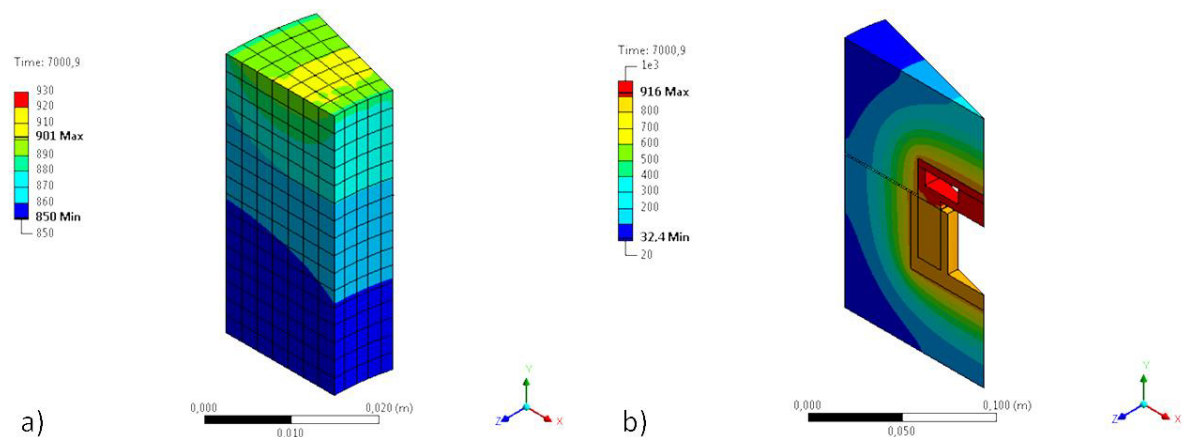 Time: 7000,9
930
920
910
901 Max
890
880
870
860
850 Min
850
0,000
0,020 (m)
0,010
Y
Z
X
a)
Time: 7000,9
1e3
916 Max
800
700
600
500
400
300
200
32,4 Min
20
0,000
0,100 (m)
0,050
Y
Z
X
b)